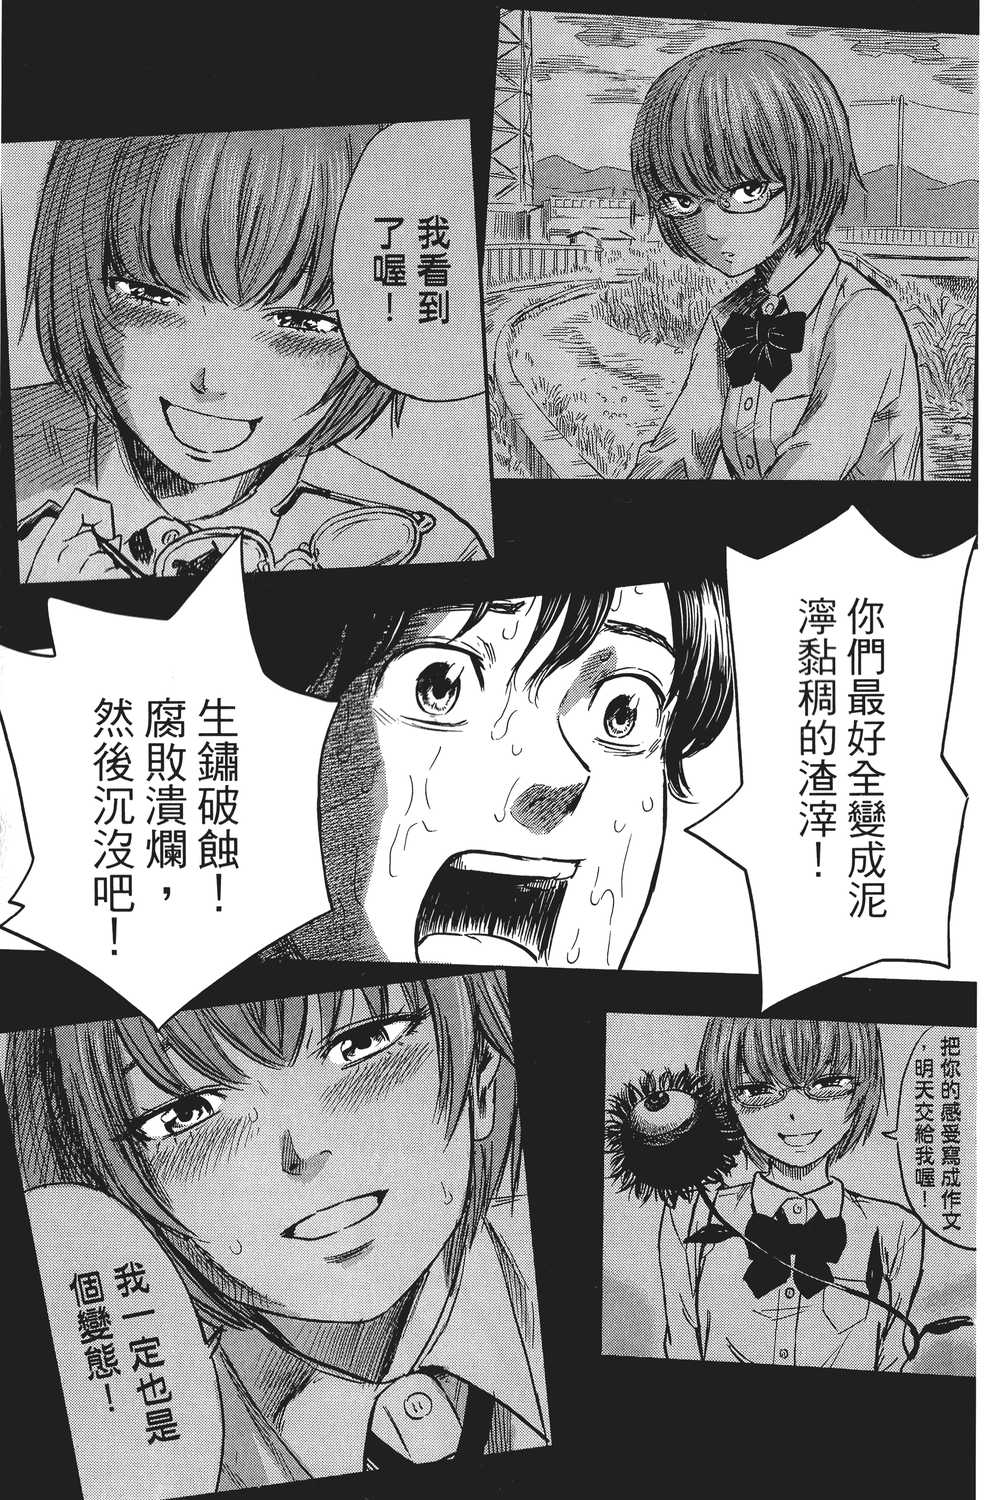 我看到
了喔！
你們最好全變成泥
濘黏稠的渣滓！
生鏽破蝕！
腐敗潰爛，
然後沉沒吧！
把你的感受寫成作文
，明天交給我喔！
我一定也是
個變態！